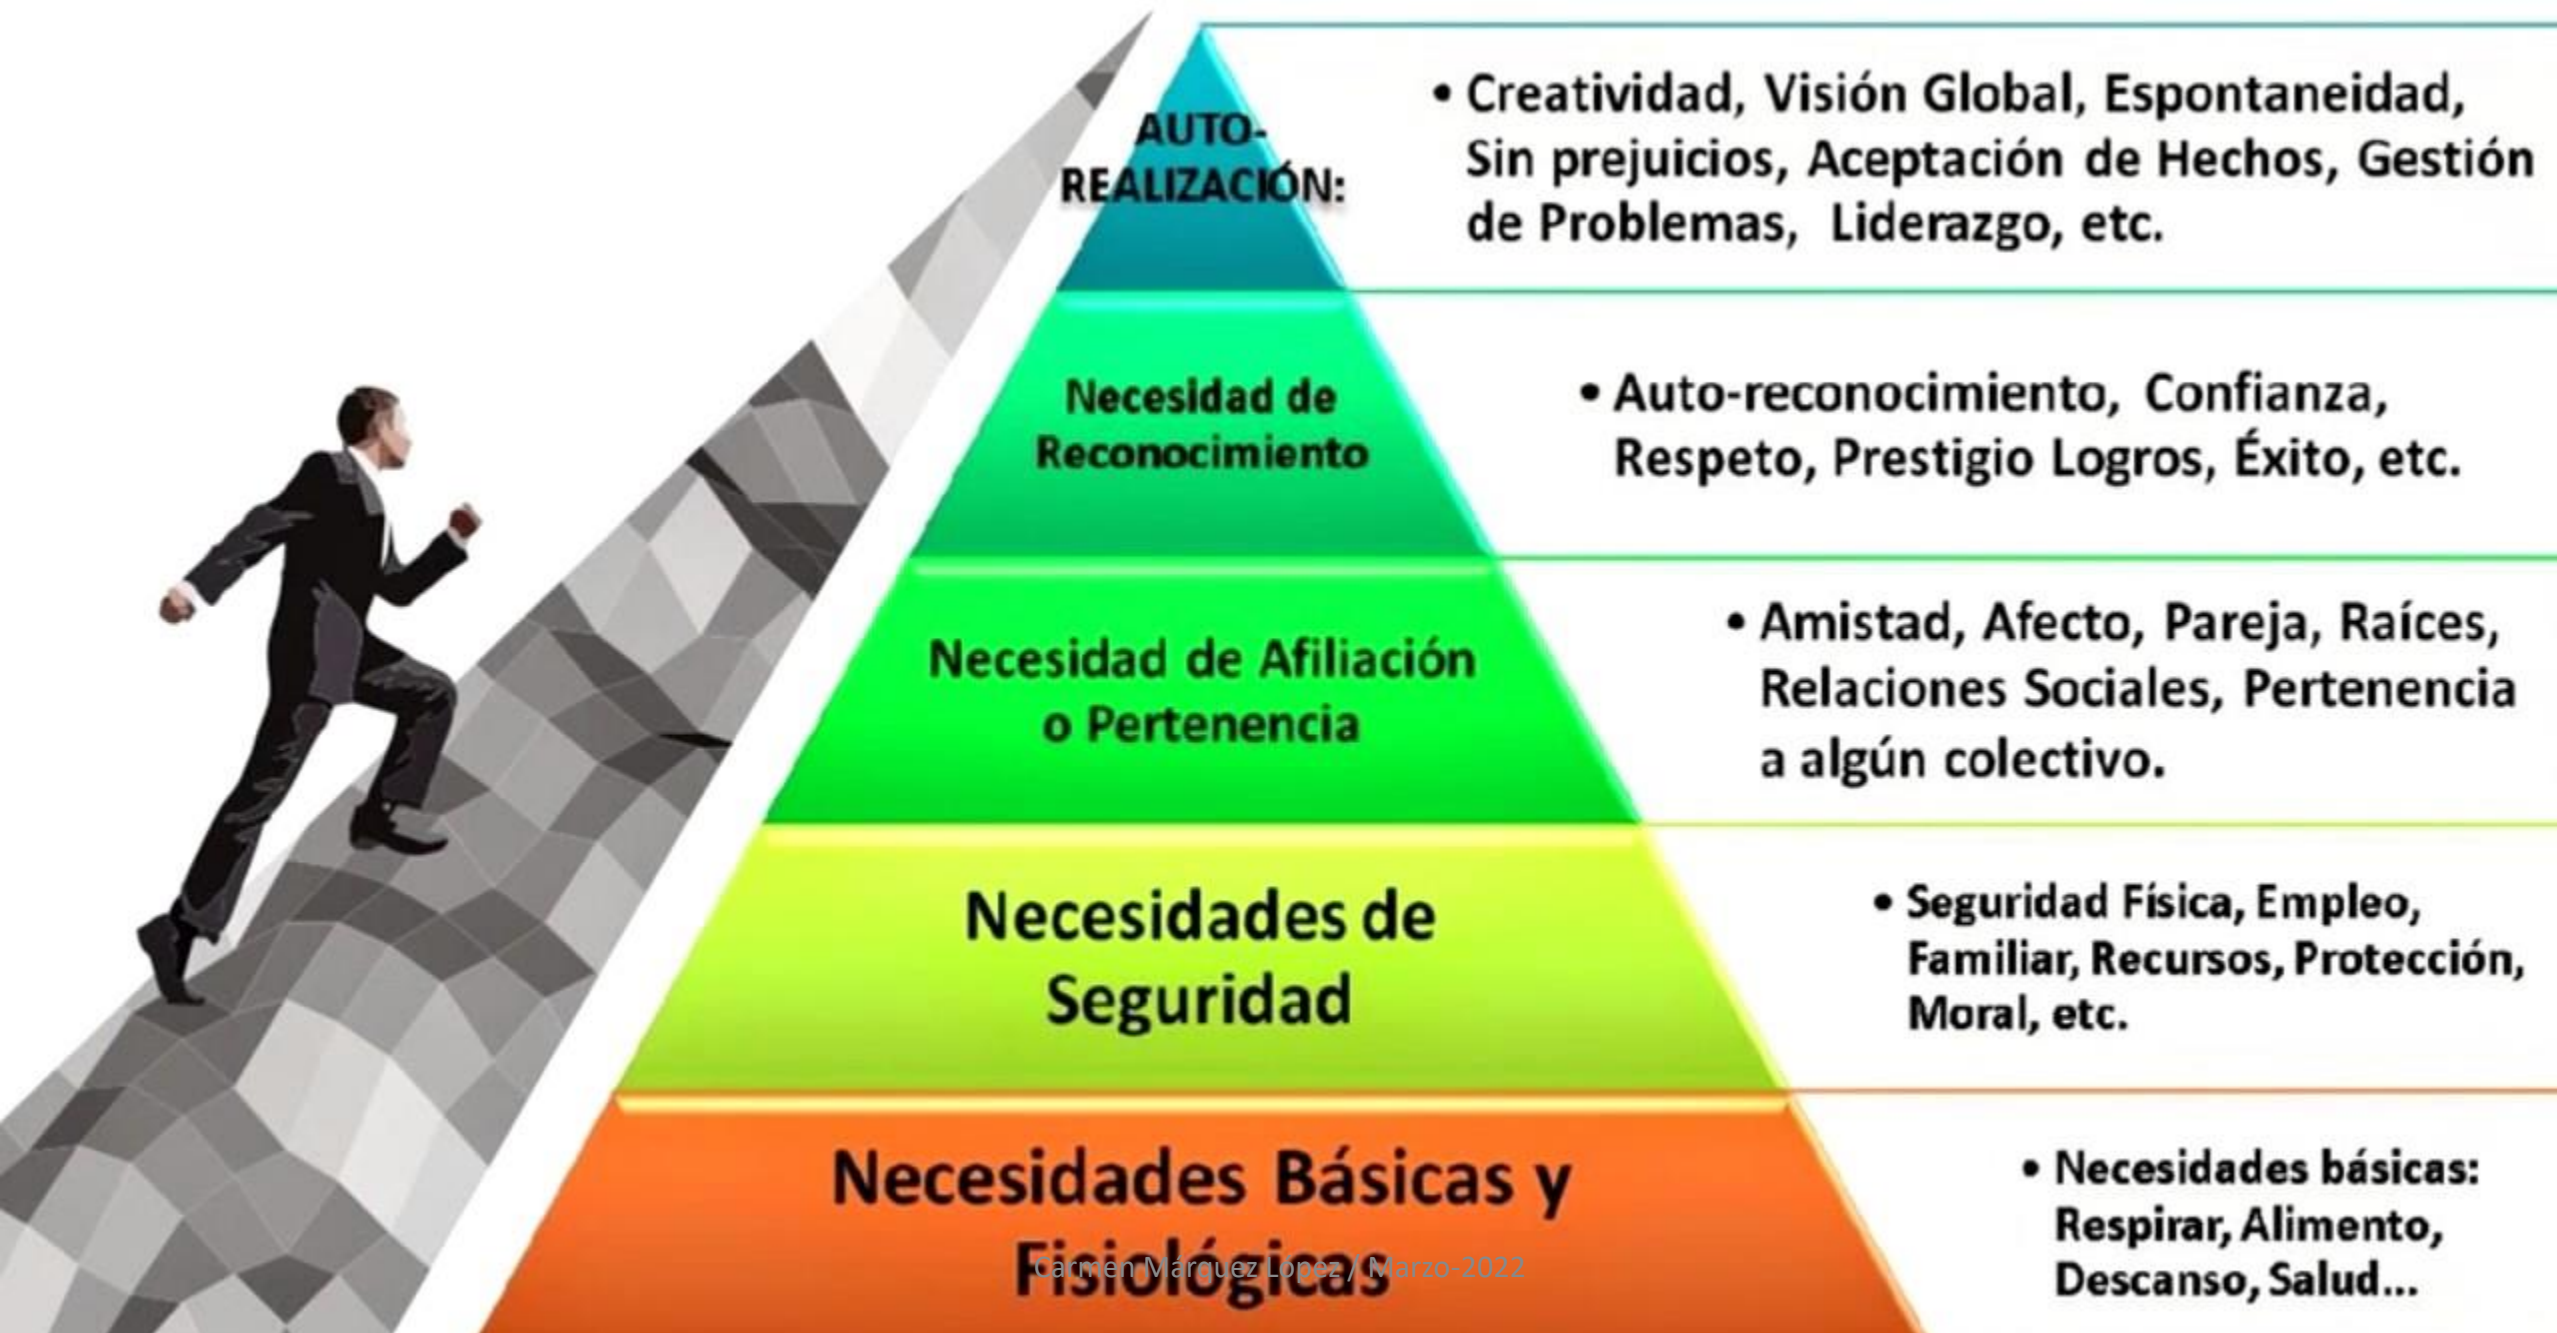 AUTO-
REALIZACIÓN:
• Creatividad, Visión Global, Espontaneidad,
Sin prejuicios, Aceptación de Hechos, Gestión
de Problemas, Liderazgo, etc.
Necesidad de
Reconocimiento
• Auto-reconocimiento, Confianza,
Respeto, Prestigio Logros, Éxito, etc.
Necesidad de Afiliación
o Pertenencia
• Amistad, Afecto, Pareja, Raíces,
Relaciones Sociales, Pertenencia
a algún colectivo.
Necesidades de
Seguridad
• Seguridad Física, Empleo,
Familiar, Recursos, Protección,
Moral, etc.
Necesidades Básicas y
Fisiológicas
• Necesidades básicas:
Respirar, Alimento,
Descanso, Salud...
Carmen Márquez López / Marzo-2022